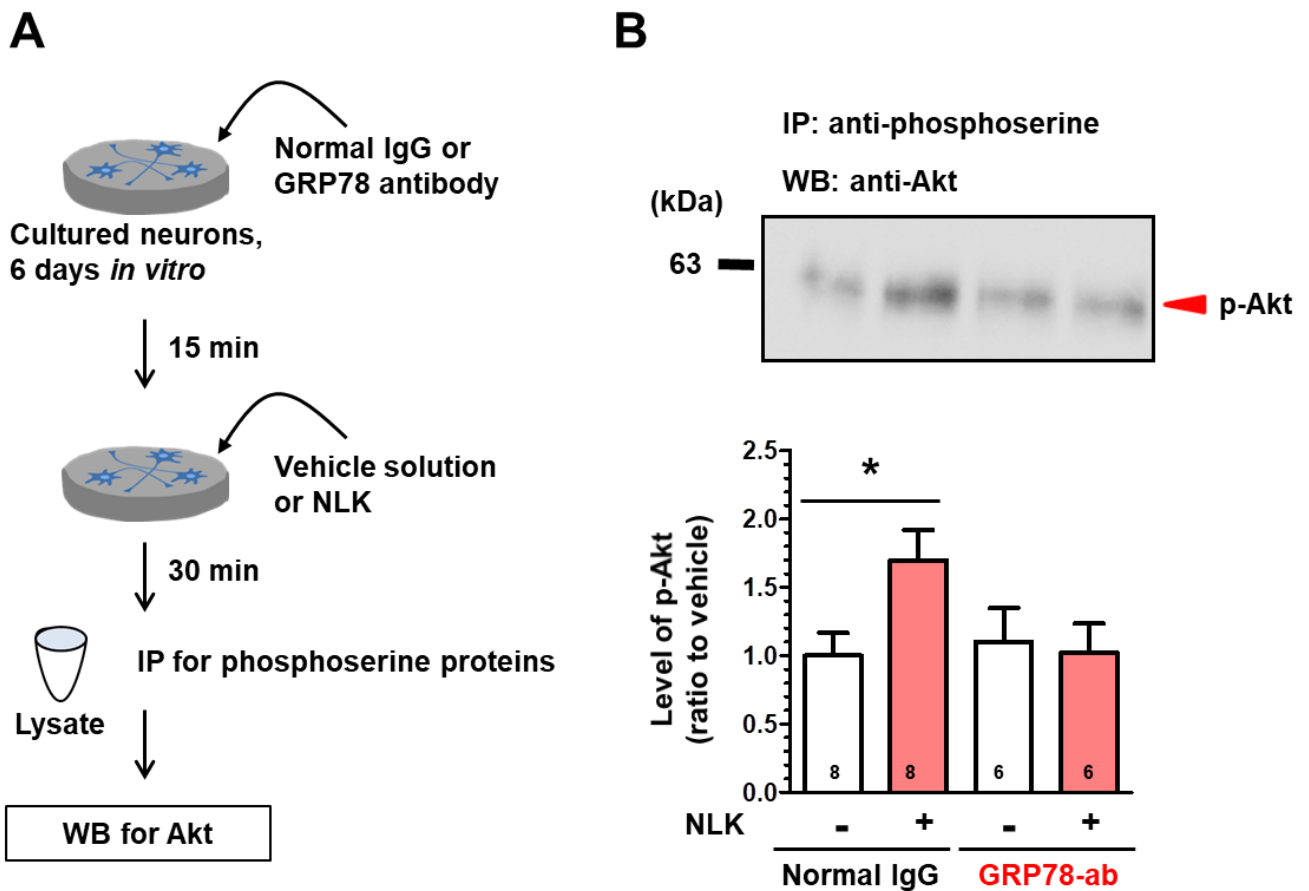 A
Normal IgG or
GRP78 antibody
Cultured neurons,
6 days in vitro
15 min
Vehicle solution
or NLK
30 min
IP for phosphoserine proteins
Lysate
WB for Akt
B
IP: anti-phosphoserine
WB: anti-Akt
(kDa)
63
p-Akt
Level of p-Akt
(ratio to vehicle)
2.5
2.0
1.5
1.0
0.5
0.0
*
8 8 6 6
NLK - + - +
Normal IgG GRP78-ab